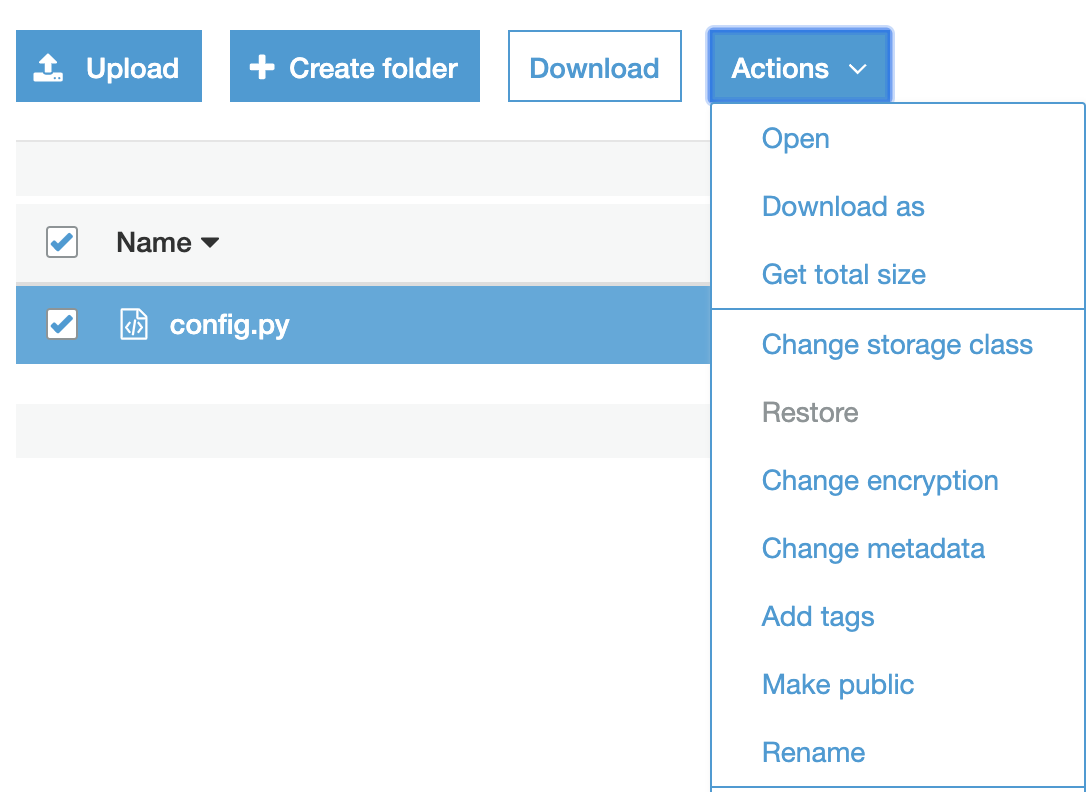 Upload
Create folder
Download
Actions
Open
Download as
Get total size
Name
config.py
Change storage class
Restore
Change encryption
Change metadata
Add tags
Make public
Rename